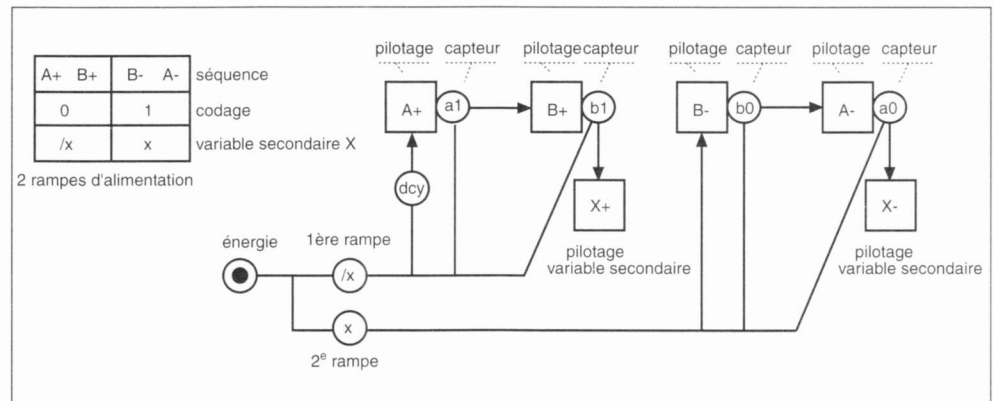 A+ B+ B- A- séquence
0 1 codage
/x x variable secondaire X
2 rampes d'alimentation
pilotage capteur pilotage capteur pilotage capteur pilotage capteur
A+ a1 B+ b1 B- b0 A- a0
dcy
X+ X-
énergie 1ère rampe
pilotage
variable secondaire
pilotage
variable secondaire
/x
x
2e rampe